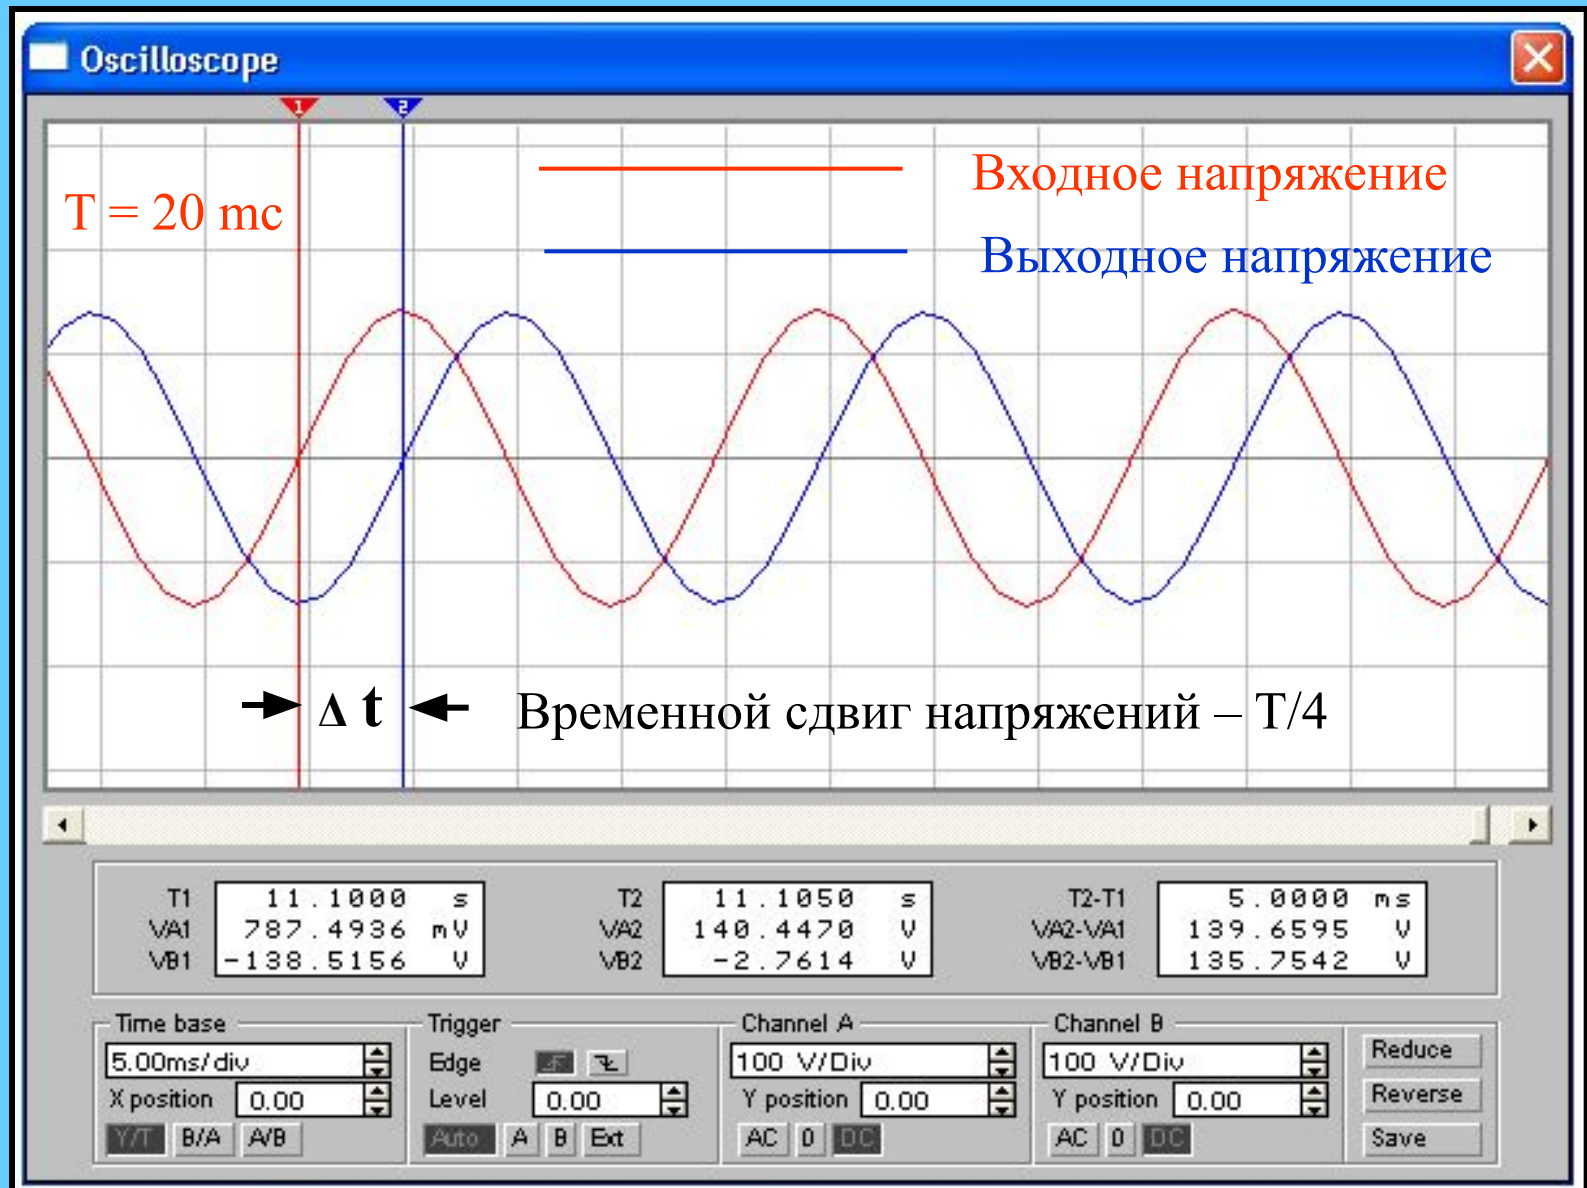 Oscilloscope
1 2
Входное напряжение
T = 20 mc
Выходное напряжение
Δ t Временной сдвиг напряжений – T/4
T1 11.1000 s T2 11.1050 s T2-T1 5.0000 ms
VA1 787.4936 mV VA2 140.4470 V VA2-VA1 139.6595 V
VB1 -138.5156 V VB2 -2.7614 V VB2-VB1 135.7542 V
Time base Trigger Channel A Channel B
5.00ms/div Edge 100 V/Div 100 V/Div Reduce
X position 0.00 Level 0.00 Y position 0.00 Y position 0.00 Reverse
Y/T B/A A/B Auto A B Ext AC 0 DC AC 0 DC Save